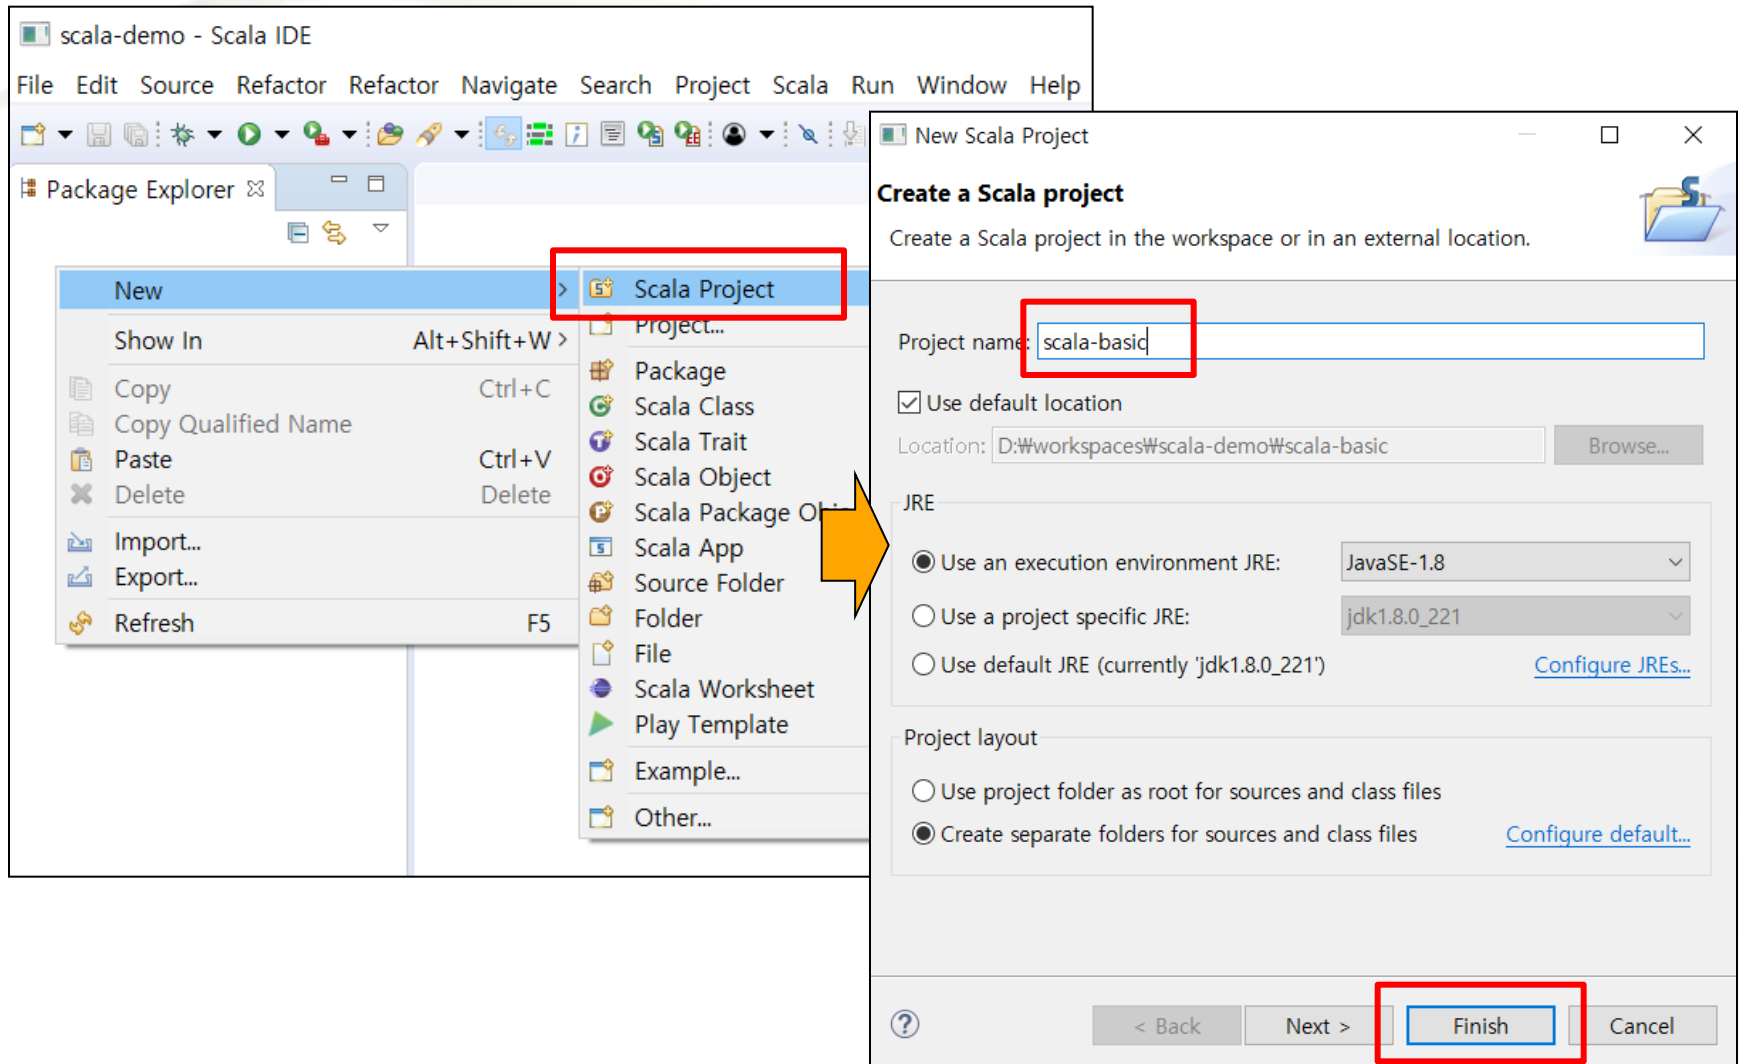 scala-demo - Scala IDE
File Edit Source Refactor Refactor Navigate Search Project Scala Run Window Help
Package Explorer
New
Show In Alt+Shift+W
Copy Ctrl+C
Copy Qualified Name
Paste Ctrl+V
Delete Delete
Import...
Export...
Refresh F5
Scala Project
Project...
Package
Scala Class
Scala Trait
Scala Object
Scala Package
Scala App
Source Folder
Folder
File
Scala Worksheet
Play Template
Example...
Other...
New Scala Project
Create a Scala project
Create a Scala project in the workspace or in an external location.
Project name: scala-basic
Use default location
Location: D:₩workspaces₩scala-demo₩scala-basic Browse...
JRE
Use an execution environment JRE: JavaSE-1.8
Use a project specific JRE: jdk1.8.0_221
Use default JRE (currently 'jdk1.8.0_221') Configure JREs...
Project layout
Use project folder as root for sources and class files
Create separate folders for sources and class files Configure default...
< Back Next > Finish Cancel